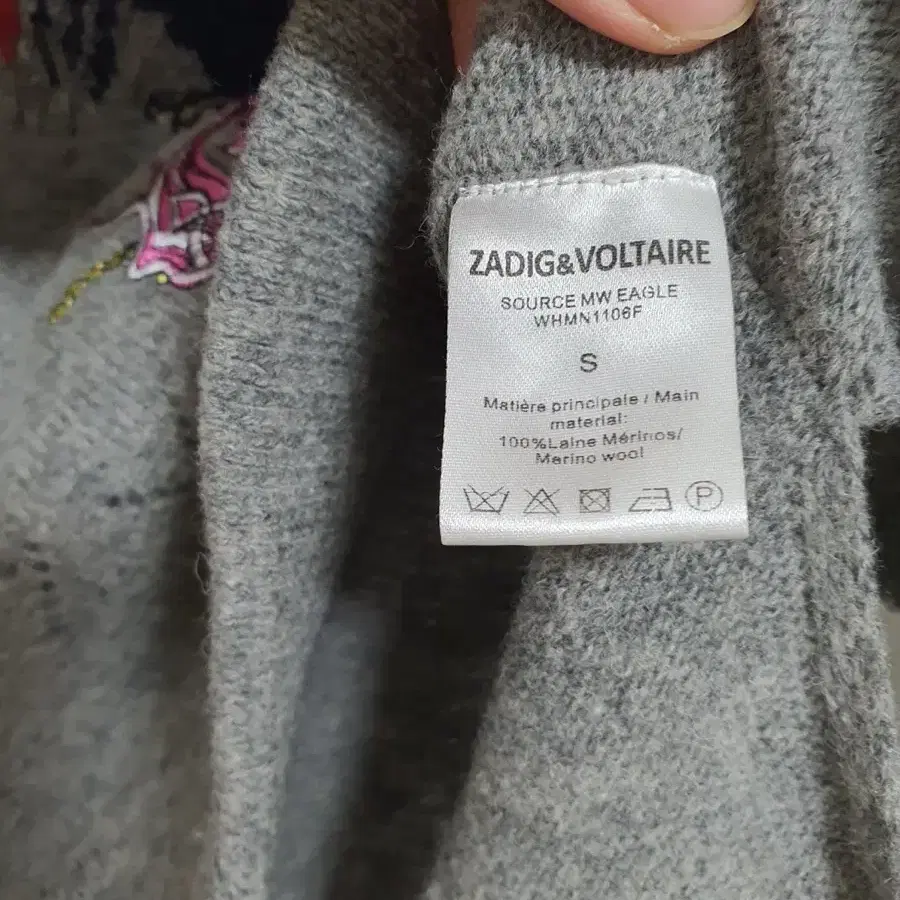 ZADIG&VOLTAIRE
SOURCE MW EAGLE
WHMN1106F
S
Matière principale / Main
material:
100%Laine Mérinos/
Merino wool
P